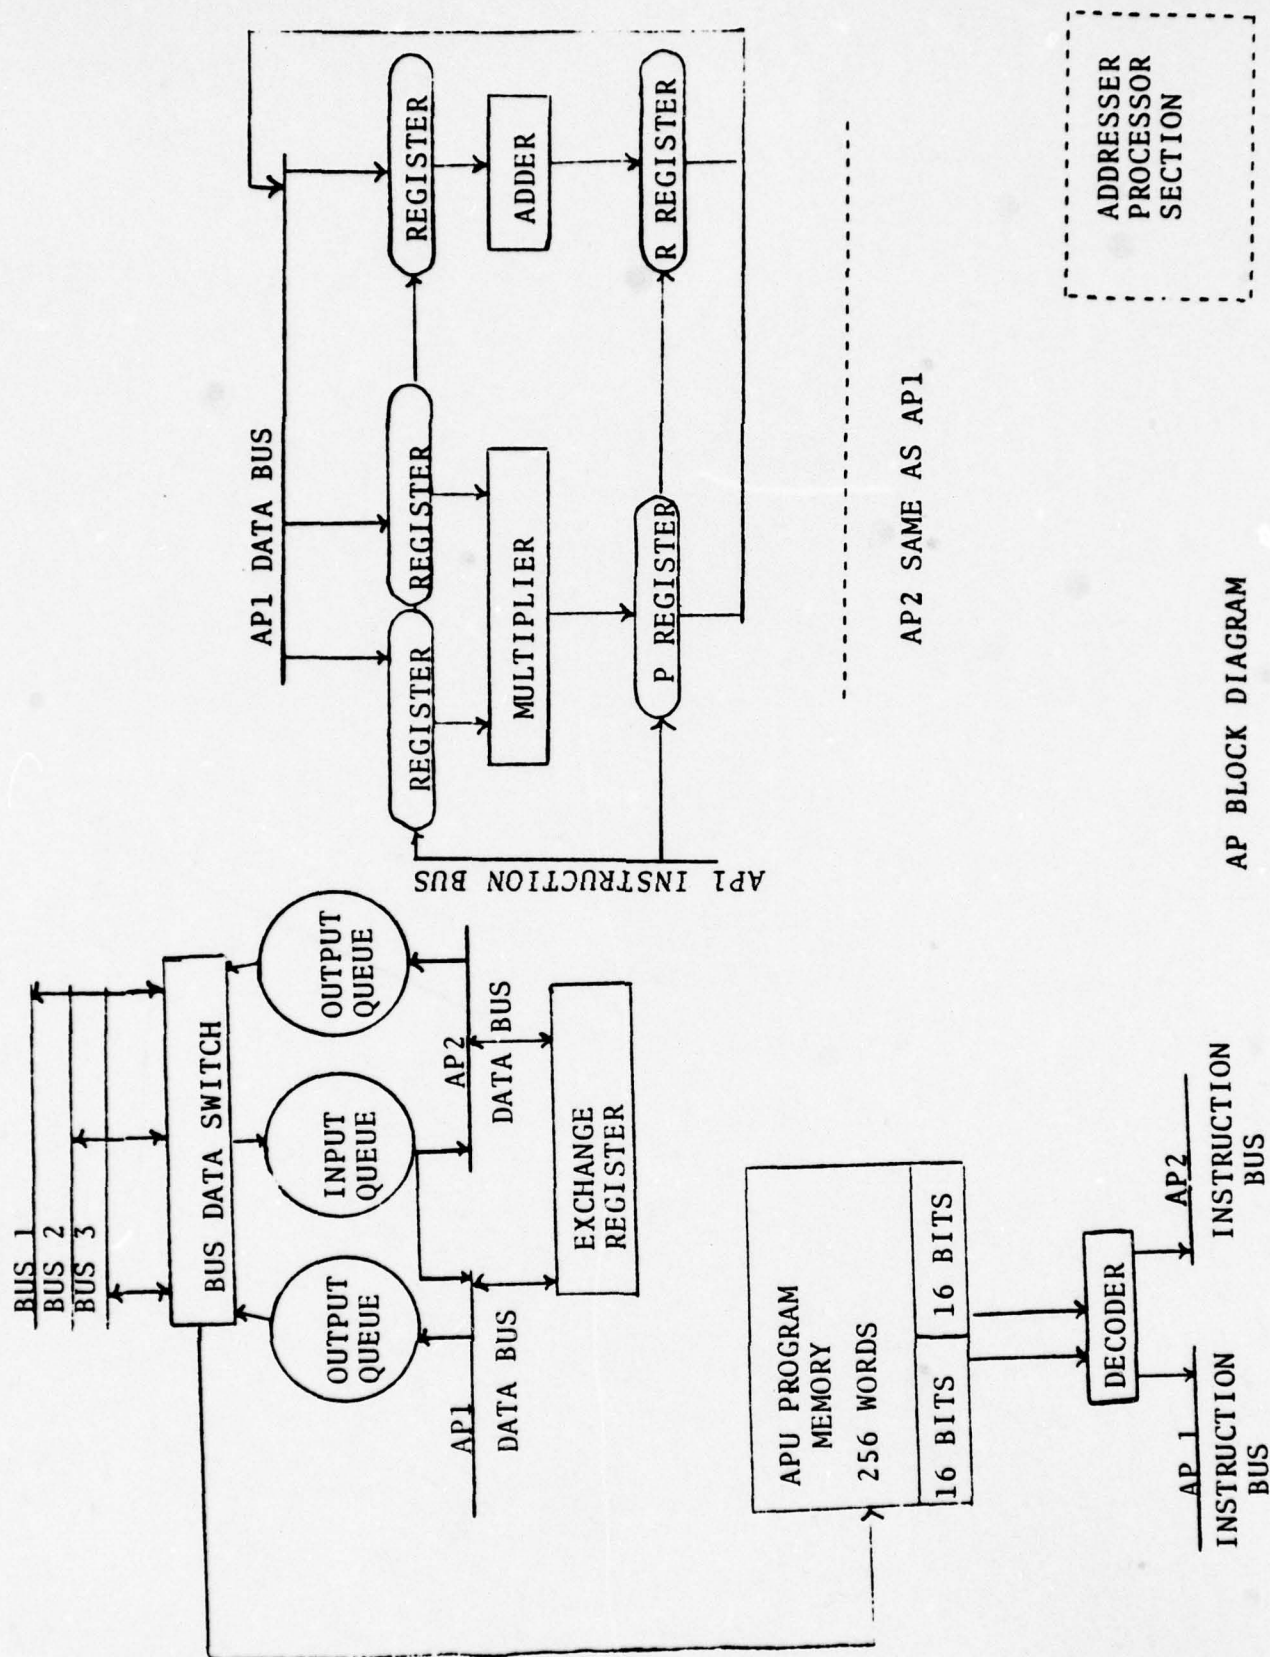 BUS 1
BUS 2
BUS 3
BUS DATA SWITCH
OUTPUT
QUEUE
INPUT
QUEUE
OUTPUT
QUEUE
AP1
DATA BUS
AP2
DATA BUS
EXCHANGE
REGISTER
APU PROGRAM
MEMORY
256 WORDS
16 BITS
16 BITS
DECODER
AP 1
INSTRUCTION
BUS
AP2
INSTRUCTION
BUS
AP1 DATA BUS
REGISTER
REGISTER
REGISTER
MULTIPLIER
ADDER
P REGISTER
R REGISTER
AP1 INSTRUCTION BUS
AP2 SAME AS AP1
ADDRESSER
PROCESSOR
SECTION
AP BLOCK DIAGRAM